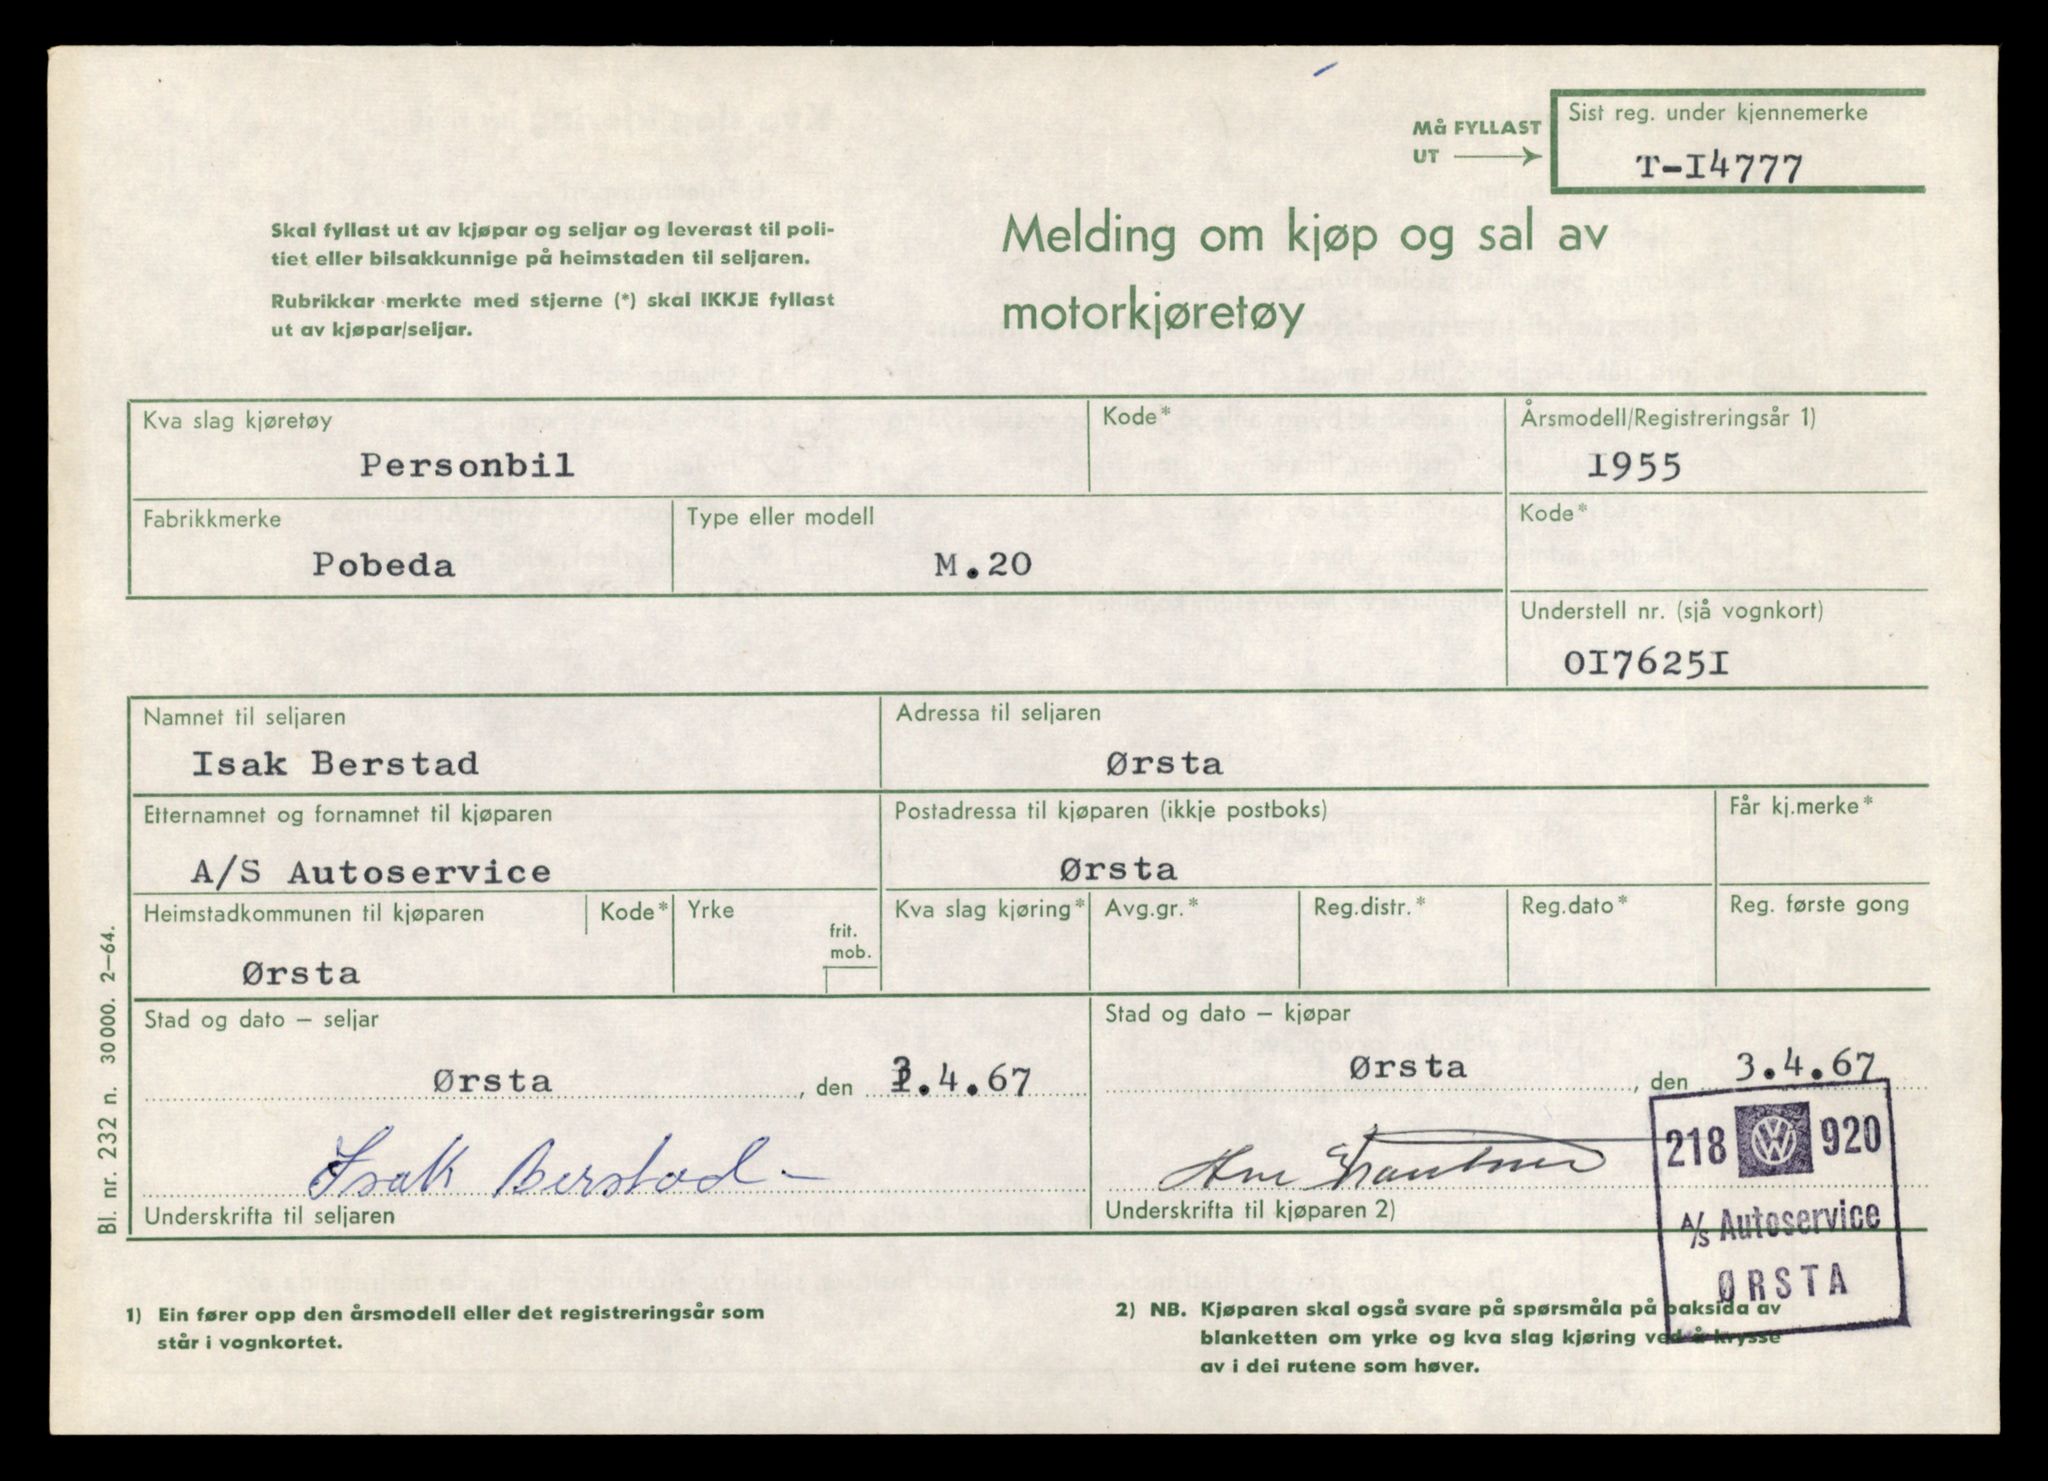 Må FYLLAST
UT
Sist reg. under kjennemerke
T-I4777
Skal fyllast ut av kjøpar og seljar og leverast til poli-
tiet eller bilsakkunnige på heimstaden til seljaren.
Rubrikkar merkte med stjerne (*) skal IKKJE fyllast
ut av kjøpar/seljar.
Melding om kjøp og sal av
motorkjøretøy
Kva slag kjøretøy
Personbil
Kode*
Årsmodell/Registreringsår 1)
I955
Fabrikkmerke
Pobeda
Type eller modell
M.20
Kode*
Understell nr. (sjå vognkort)
OI7625I
Namnet til seljaren
Isak Berstad
Adressa til seljaren
Ørsta
Etternamnet og fornamnet til kjøparen
A/S Autoservice
Postadressa til kjøparen (ikkje postboks)
Ørsta
Får kj.merke*
Heimstadkommunen til kjøparen
Ørsta
Kode*
Yrke
frit.
mob.
Kva slag kjøring*
Avg.gr.*
Reg.distr.*
Reg.dato*
Reg. første gong
Stad og dato – seljar
Ørsta, den 3.4.67
Isak Berstad
Underskrifta til seljaren
Stad og dato – kjøpar
Ørsta, den 3.4.67
Underskrifta til kjøparen 2)
218 VW 920
A/S Autoservice
ØRSTA
1) Ein fører opp den årsmodell eller det registreringsår som
står i vognkortet.
2) NB. Kjøparen skal også svare på spørsmåla på baksida av
blanketten om yrke og kva slag kjøring ved å krysse
av i dei rutene som høver.
Bl. nr. 232 n. 30 000. 2–64.